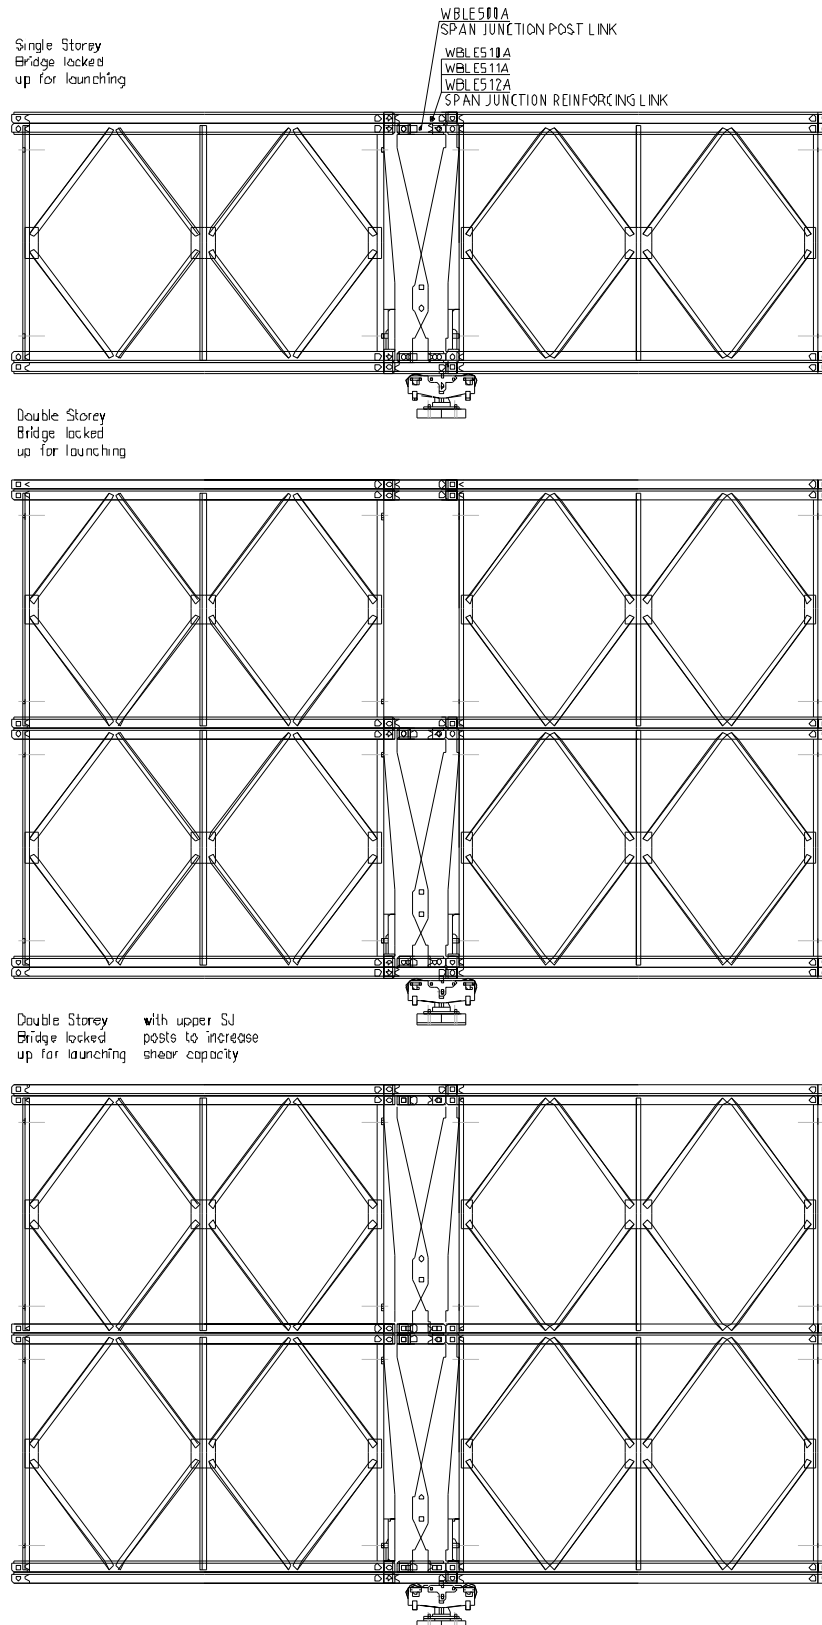 WBLE500A
SPAN JUNCTION POST LINK
Single Storey
Bridge locked
up for launching
WBLE510A
WBLE511A
WBLE512A
SPAN JUNCTION REINFORCING LINK
Double Storey
Bridge locked
up for launching
Double Storey with upper SJ
Bridge locked posts to increase
up for launching shear capacity